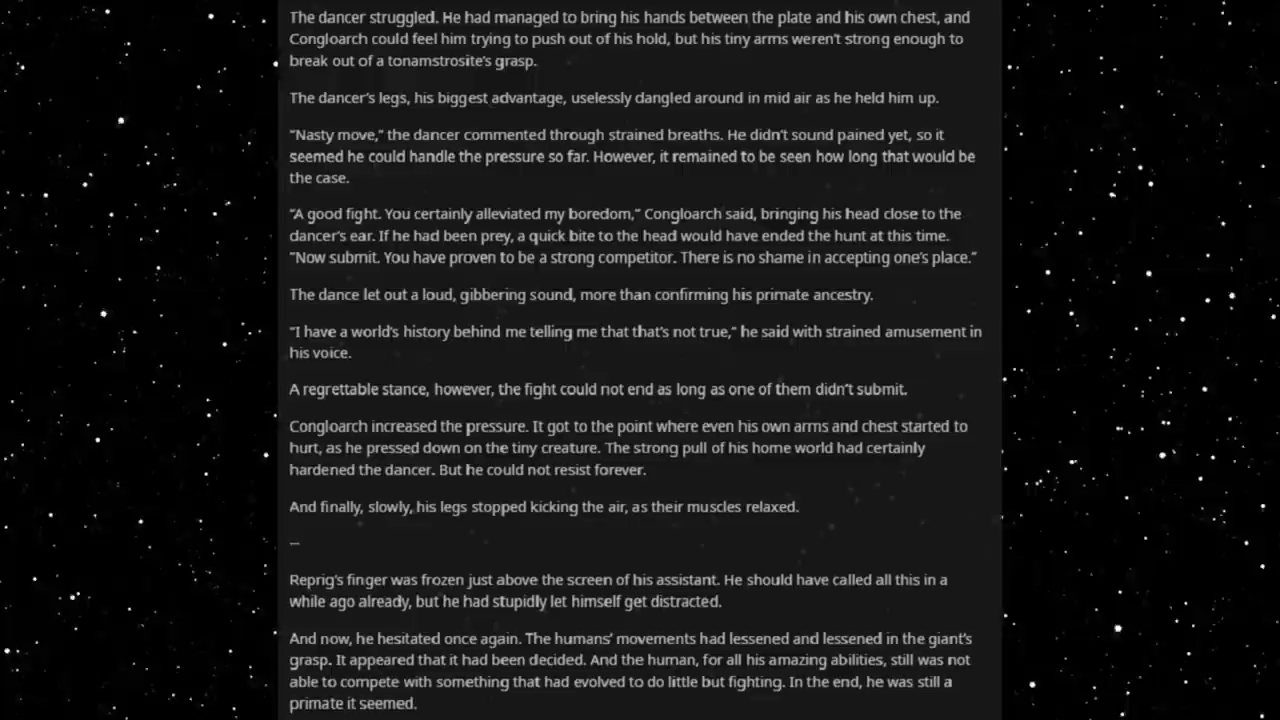 The dancer struggled. He had managed to bring his hands between the plate and his own chest, and
Congloarch could feel him trying to push out of his hold, but his tiny arms weren't strong enough to
break out of a tonamstrosite's grasp.
The dancer's legs, his biggest advantage, uselessly dangled around in mid air as he held him up.
"Nasty move," the dancer commented through strained breaths. He didn't sound pained yet, so it
seemed he could handle the pressure so far. However, it remained to be seen how long that would be
the case.
"A good fight. You certainly alleviated my boredom," Congloarch said, bringing his head close to the
dancer's ear. If he had been prey, a quick bite to the head would have ended the hunt at this time.
"Now submit. You have proven to be a strong competitor. There is no shame in accepting one's place."
The dance let out a loud, gibbering sound, more than confirming his primate ancestry.
"I have a world's history behind me telling me that that's not true," he said with strained amusement in
his voice.
A regrettable stance, however, the fight could not end as long as one of them didn't submit.
Congloarch increased the pressure. It got to the point where even his own arms and chest started to
hurt, as he pressed down on the tiny creature. The strong pull of his home world had certainly
hardened the dancer. But he could not resist forever.
And finally, slowly, his legs stopped kicking the air, as their muscles relaxed.
—
Reprig's finger was frozen just above the screen of his assistant. He should have called all this in a
while ago already, but he had stupidly let himself get distracted.
And now, he hesitated once again. The humans' movements had lessened and lessened in the giant's
grasp. It appeared that it had been decided. And the human, for all his amazing abilities, still was not
able to compete with something that had evolved to do little but fighting. In the end, he was still a
primate it seemed.